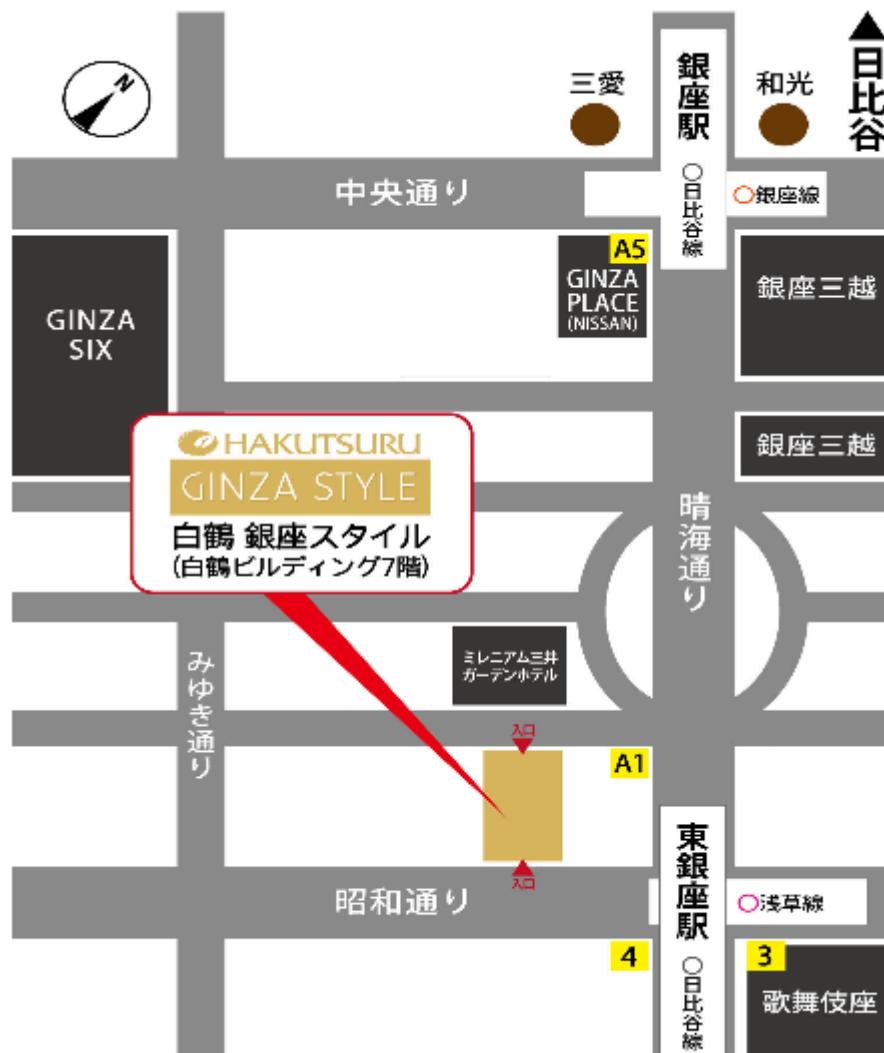 N
三愛
銀座駅
○日比谷線
和光
▲日比谷
中央通り
○銀座線
GINZA
SIX
A5
GINZA
PLACE
(NISSAN)
銀座三越
銀座三越
HAKUTSURU
GINZA STYLE
白鶴 銀座スタイル
(白鶴ビルディング7階)
晴海通り
みゆき通り
ミレニアム三井
ガーデンホテル
入口
A1
入口
昭和通り
東銀座駅
○日比谷線
○浅草線
4
3
歌舞伎座